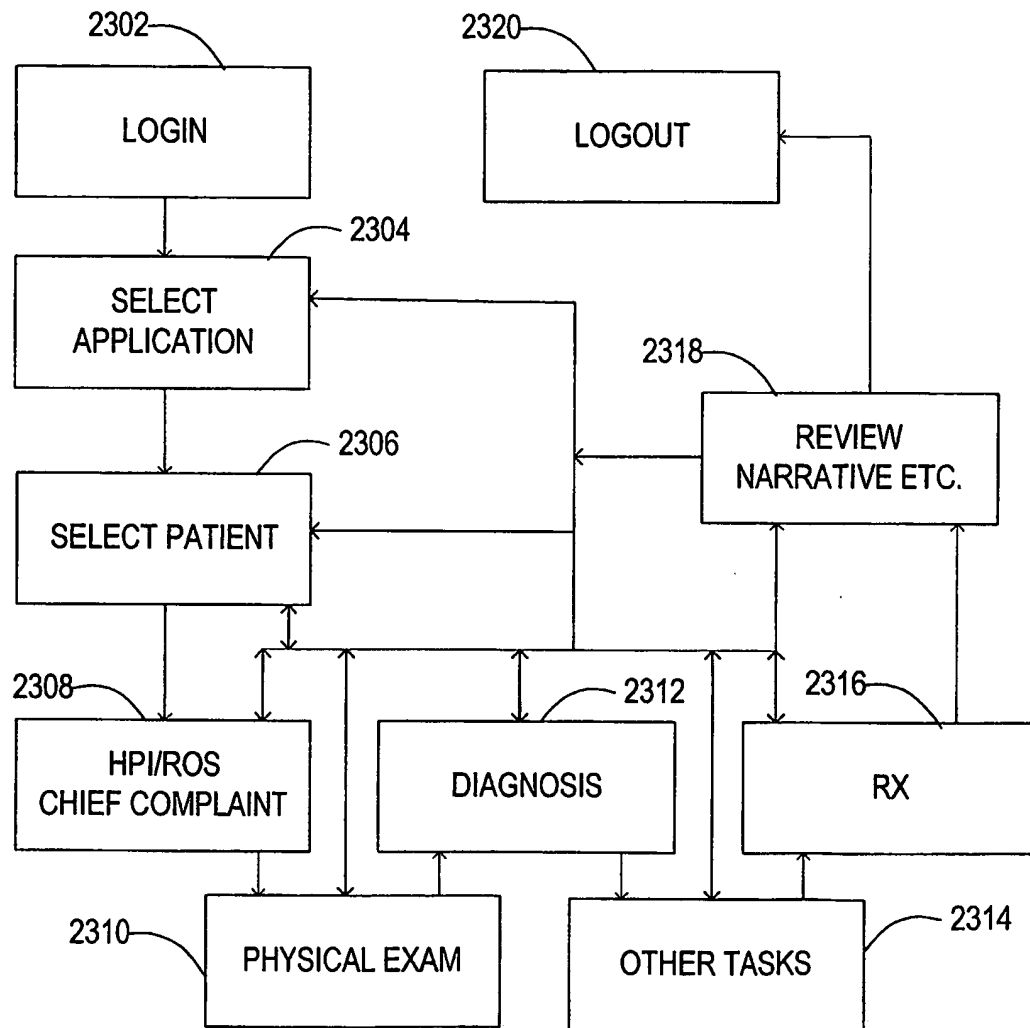 2302
LOGIN
2320
LOGOUT
2304
SELECT
APPLICATION
2318
REVIEW
NARRATIVE ETC.
2306
SELECT PATIENT
2308
HPI/ROS
CHIEF COMPLAINT
2312
DIAGNOSIS
2316
RX
2310
PHYSICAL EXAM
OTHER TASKS
2314